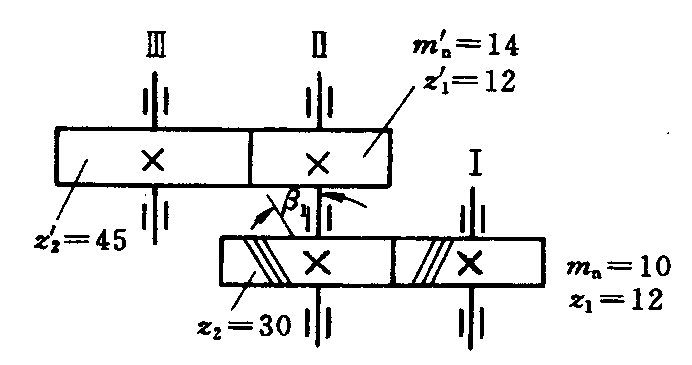 Ⅲ
Ⅱ
m′ₙ=14
z′₁=12
Ⅰ
β₁
z′₂=45
mₙ=10
z₁=12
z₂=30